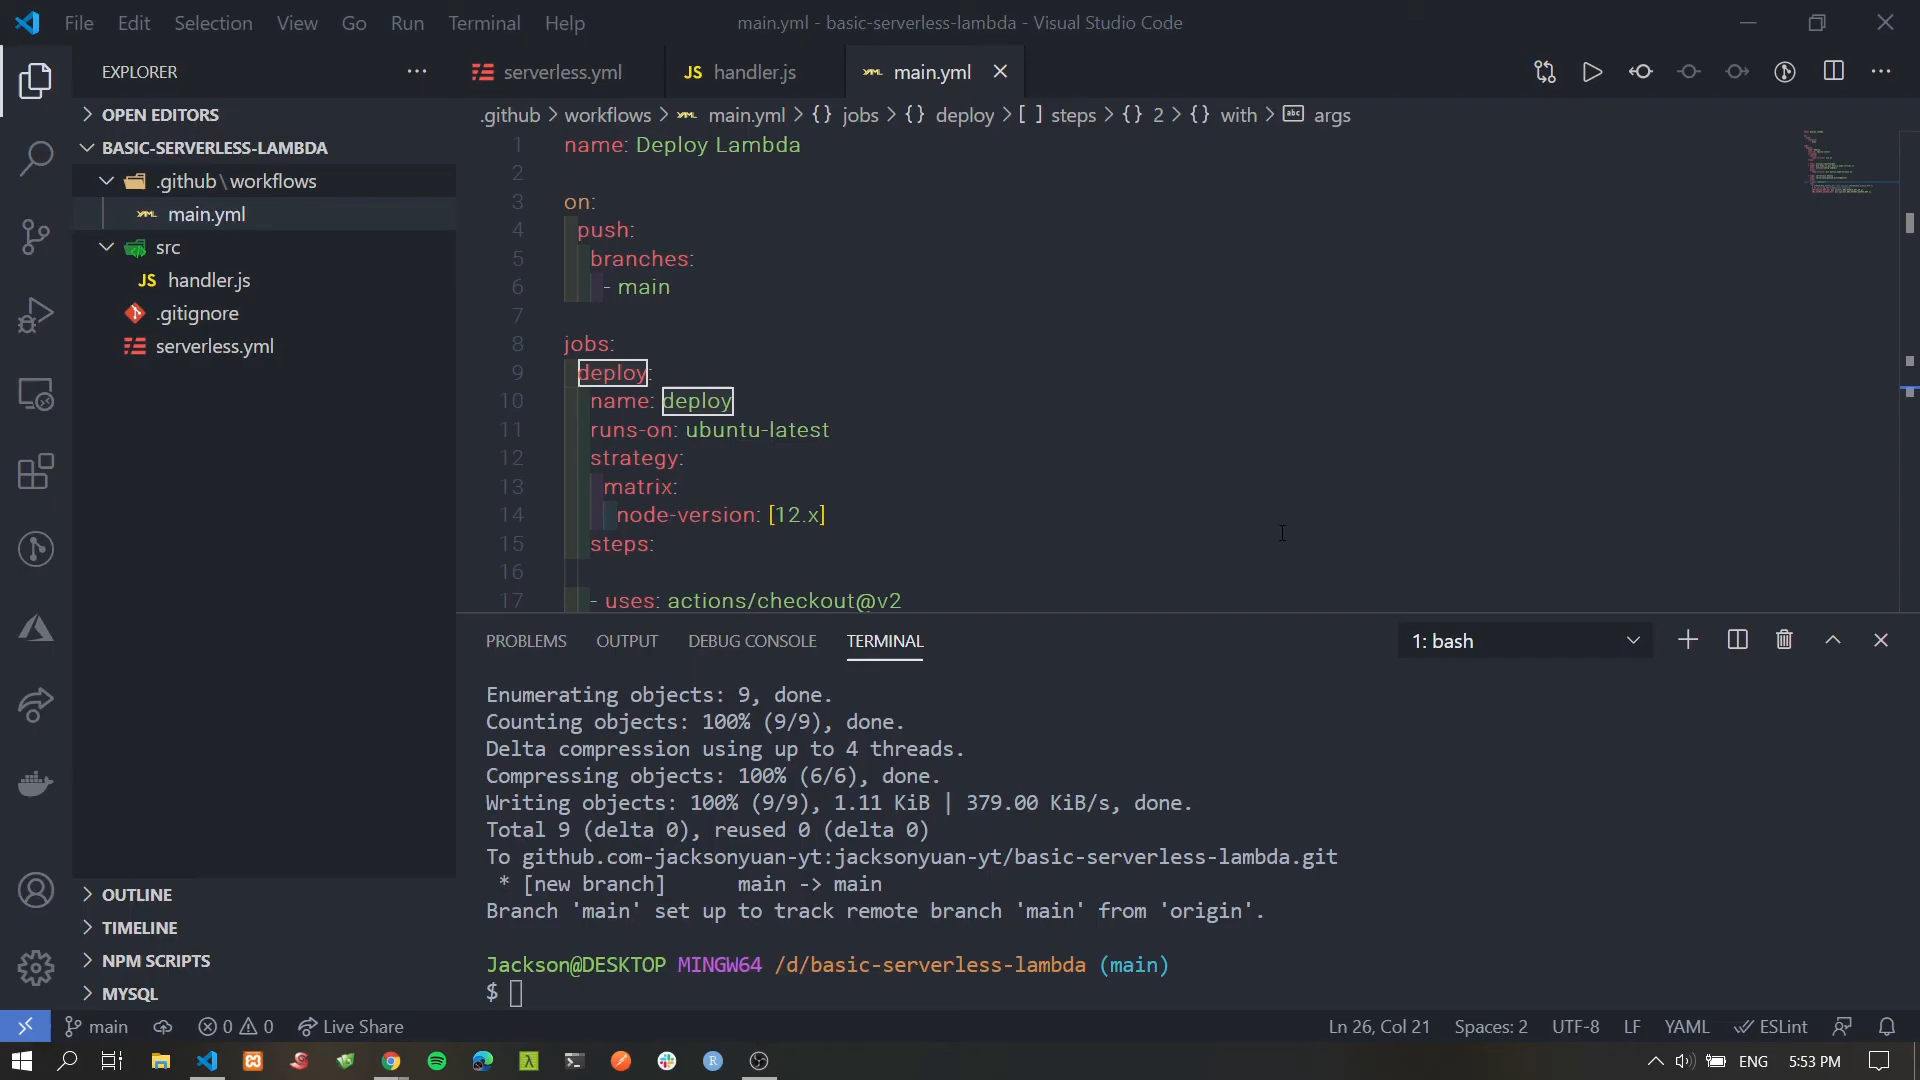 File Edit Selection View Go Run Terminal Help
main.yml - basic-serverless-lambda - Visual Studio Code
EXPLORER
OPEN EDITORS
BASIC-SERVERLESS-LAMBDA
.github\workflows
main.yml
src
JS handler.js
.gitignore
serverless.yml
OUTLINE
TIMELINE
NPM SCRIPTS
MYSQL
serverless.yml JS handler.js main.yml
.github > workflows > main.yml > {} jobs > {} deploy > [ ] steps > {} 2 > {} with > abc args
1 name: Deploy Lambda
2
3 on:
4 push:
5 branches:
6 - main
7
8 jobs:
9 deploy:
10 name: deploy
11 runs-on: ubuntu-latest
12 strategy:
13 matrix:
14 node-version: [12.x]
15 steps:
16
17 - uses: actions/checkout@v2
PROBLEMS OUTPUT DEBUG CONSOLE TERMINAL
1: bash
Enumerating objects: 9, done.
Counting objects: 100% (9/9), done.
Delta compression using up to 4 threads.
Compressing objects: 100% (6/6), done.
Writing objects: 100% (9/9), 1.11 KiB | 379.00 KiB/s, done.
Total 9 (delta 0), reused 0 (delta 0)
To github.com-jacksonyuan-yt:jacksonyuan-yt/basic-serverless-lambda.git
* [new branch] main -> main
Branch 'main' set up to track remote branch 'main' from 'origin'.
Jackson@DESKTOP MINGW64 /d/basic-serverless-lambda (main)
$
main 0 0 Live Share
Ln 26, Col 21 Spaces: 2 UTF-8 LF YAML ESLint
ENG 5:53 PM